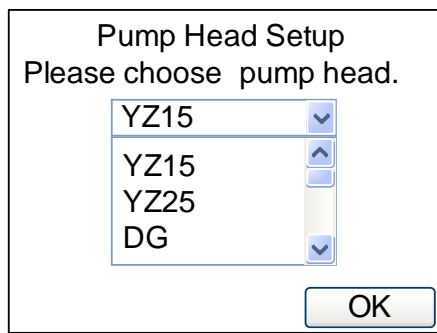 Pump Head Setup
Please choose pump head.
YZ15
YZ15
YZ25
DG
OK